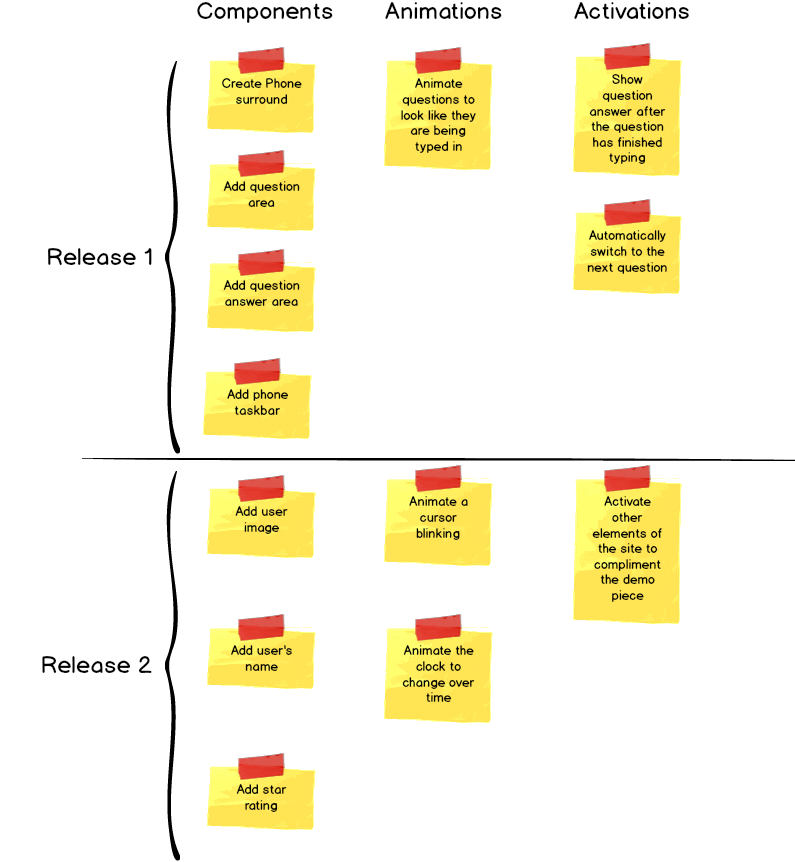 Components
Animations
Activations
Release 1
Create Phone
surround
Add question
area
Add question
answer area
Add phone
taskbar
Animate
questions to
look like they
are being
typed in
Show
question
answer after
the question
has finished
typing
Automatically
switch to the
next question
Release 2
Add user
image
Add user's
name
Add star
rating
Animate a
cursor
blinking
Animate the
clock to
change over
time
Activate
other
elements of
the site to
compliment
the demo
piece